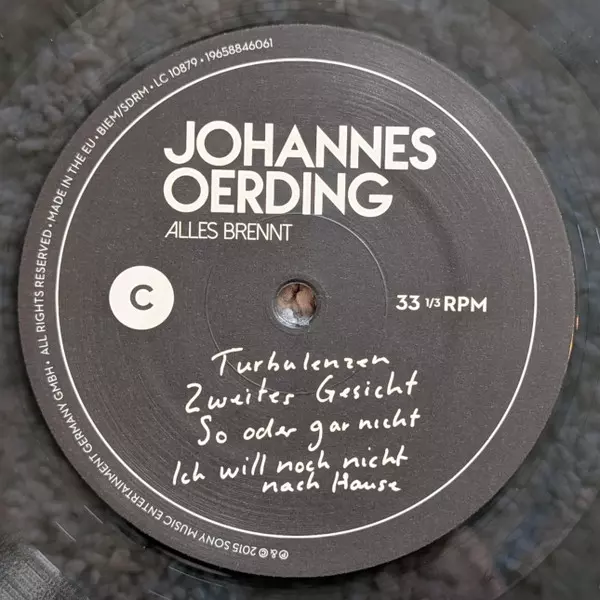 ℗ & © 2015 SONY MUSIC ENTERTAINMENT GERMANY GMBH • ALL RIGHTS RESERVED • MADE IN THE EU • BIEM/SDRM • LC 10879 • 19658846061
JOHANNES
OERDING
ALLES BRENNT
C
33 1/3 RPM
Turbulenzen
Zweites Gesicht
So oder gar nicht
Ich will noch nicht
nach Hause